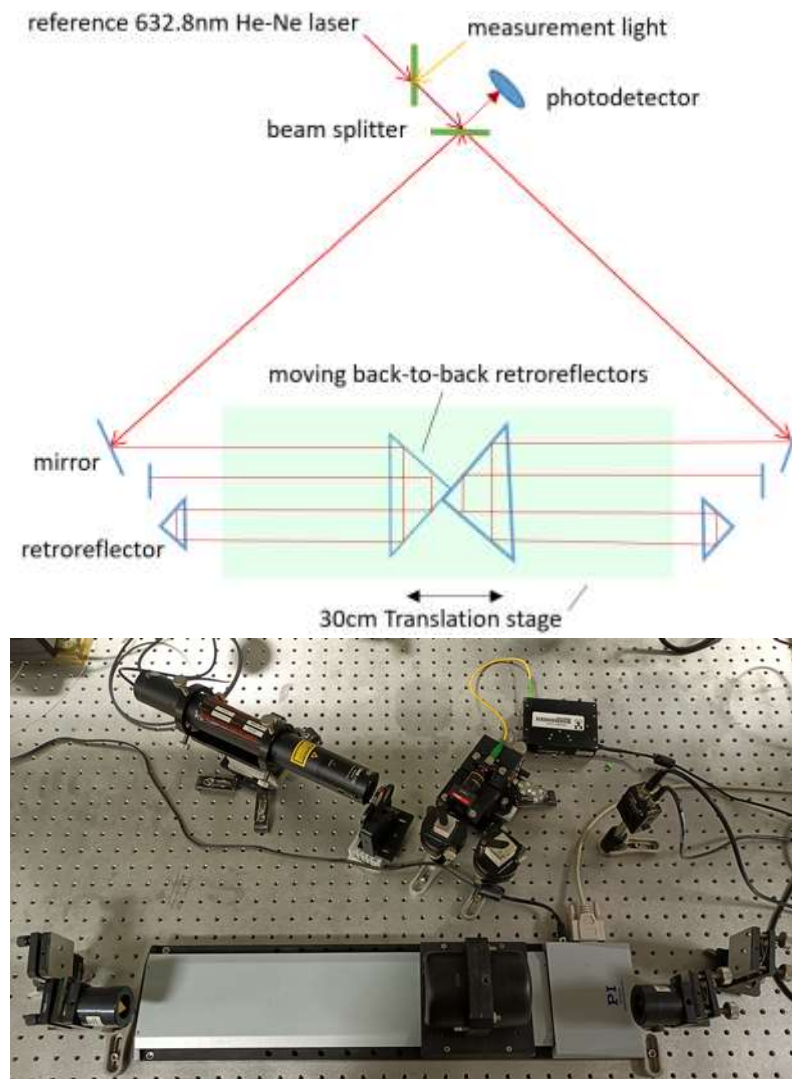 reference 632.8nm He-Ne laser
measurement light
photodetector
beam splitter
moving back-to-back retroreflectors
mirror
retroreflector
30cm Translation stage
PI